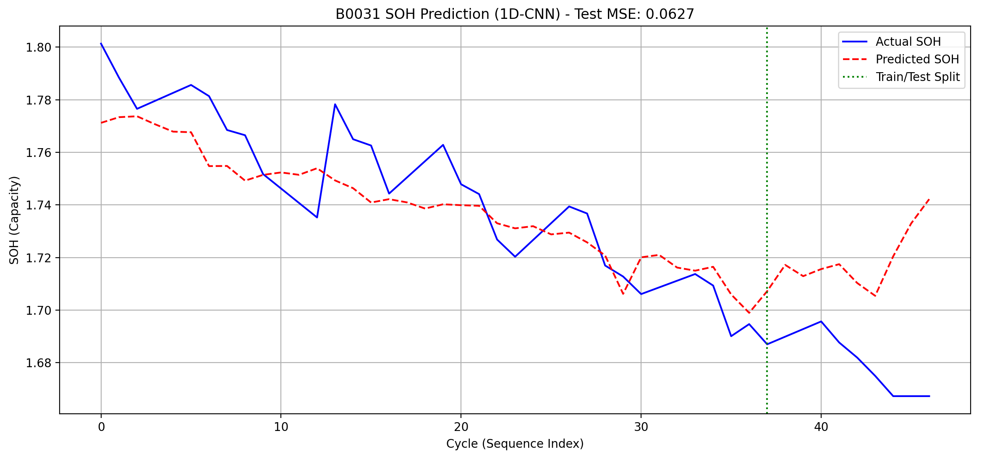 B0031 SOH Prediction (1D-CNN) - Test MSE: 0.0627
Actual SOH
Predicted SOH
Train/Test Split
SOH (Capacity)
1.80
1.78
1.76
1.74
1.72
1.70
1.68
0 10 20 30 40
Cycle (Sequence Index)